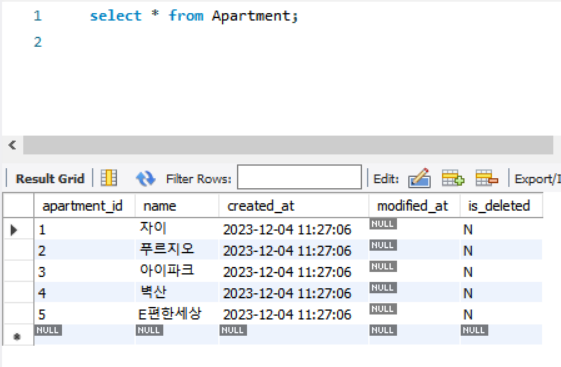 1 select * from Apartment;
2
Result Grid Filter Rows: Edit: Export/I
apartment_id name created_at modified_at is_deleted
1 자이 2023-12-04 11:27:06 NULL N
2 푸르지오 2023-12-04 11:27:06 NULL N
3 아이파크 2023-12-04 11:27:06 NULL N
4 벽산 2023-12-04 11:27:06 NULL N
5 E편한세상 2023-12-04 11:27:06 NULL N
NULL NULL NULL NULL NULL